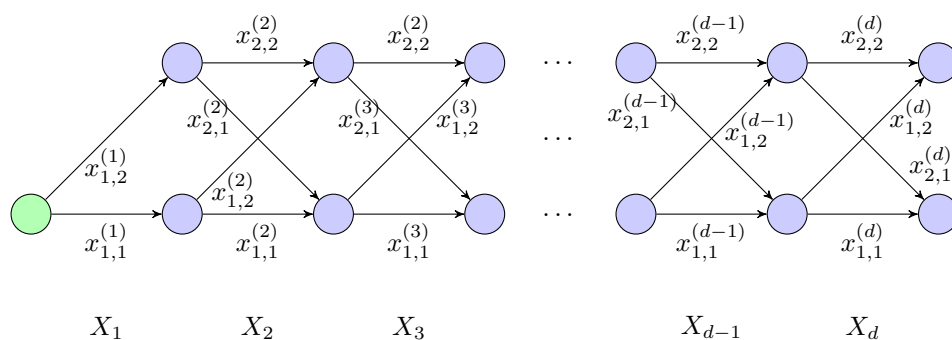 x_{2,2}^{(2)} x_{2,2}^{(2)} ... x_{2,2}^{(d-1)} x_{2,2}^{(d)}
x_{1,2}^{(1)} x_{2,1}^{(2)} x_{1,2}^{(2)} x_{2,1}^{(3)} x_{1,2}^{(3)} ... x_{2,1}^{(d-1)} x_{1,2}^{(d-1)} x_{1,2}^{(d)} x_{2,1}^{(d)}
x_{1,1}^{(1)} x_{1,1}^{(2)} x_{1,1}^{(3)} ... x_{1,1}^{(d-1)} x_{1,1}^{(d)}
X_1 X_2 X_3 X_{d-1} X_d